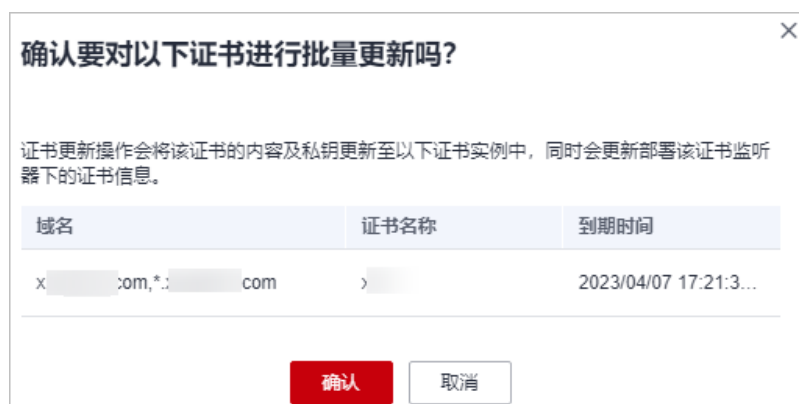 确认要对以下证书进行批量更新吗？
证书更新操作会将该证书的内容及私钥更新至以下证书实例中，同时会更新部署该证书监听
器下的证书信息。
域名 证书名称 到期时间
x com,*. com x 2023/04/07 17:21:3...
确认 取消